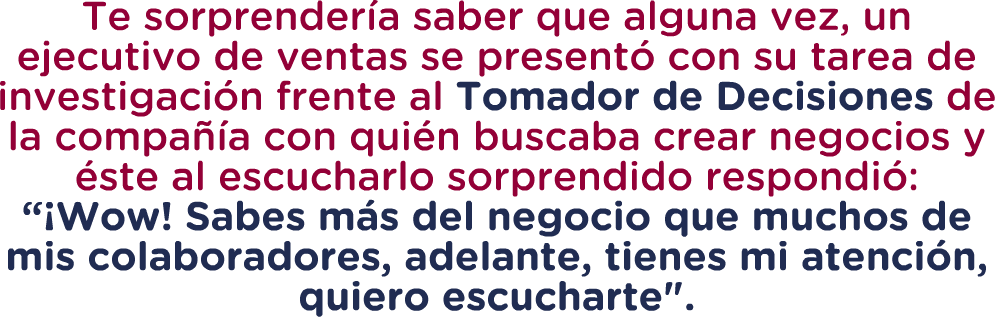 Te sorprendería saber que alguna vez, un
ejecutivo de ventas se presentó con su tarea de
investigación frente al Tomador de Decisiones de
la compañía con quién buscaba crear negocios y
éste al escucharlo sorprendido respondió:
“¡Wow! Sabes más del negocio que muchos de
mis colaboradores, adelante, tienes mi atención,
quiero escucharte".